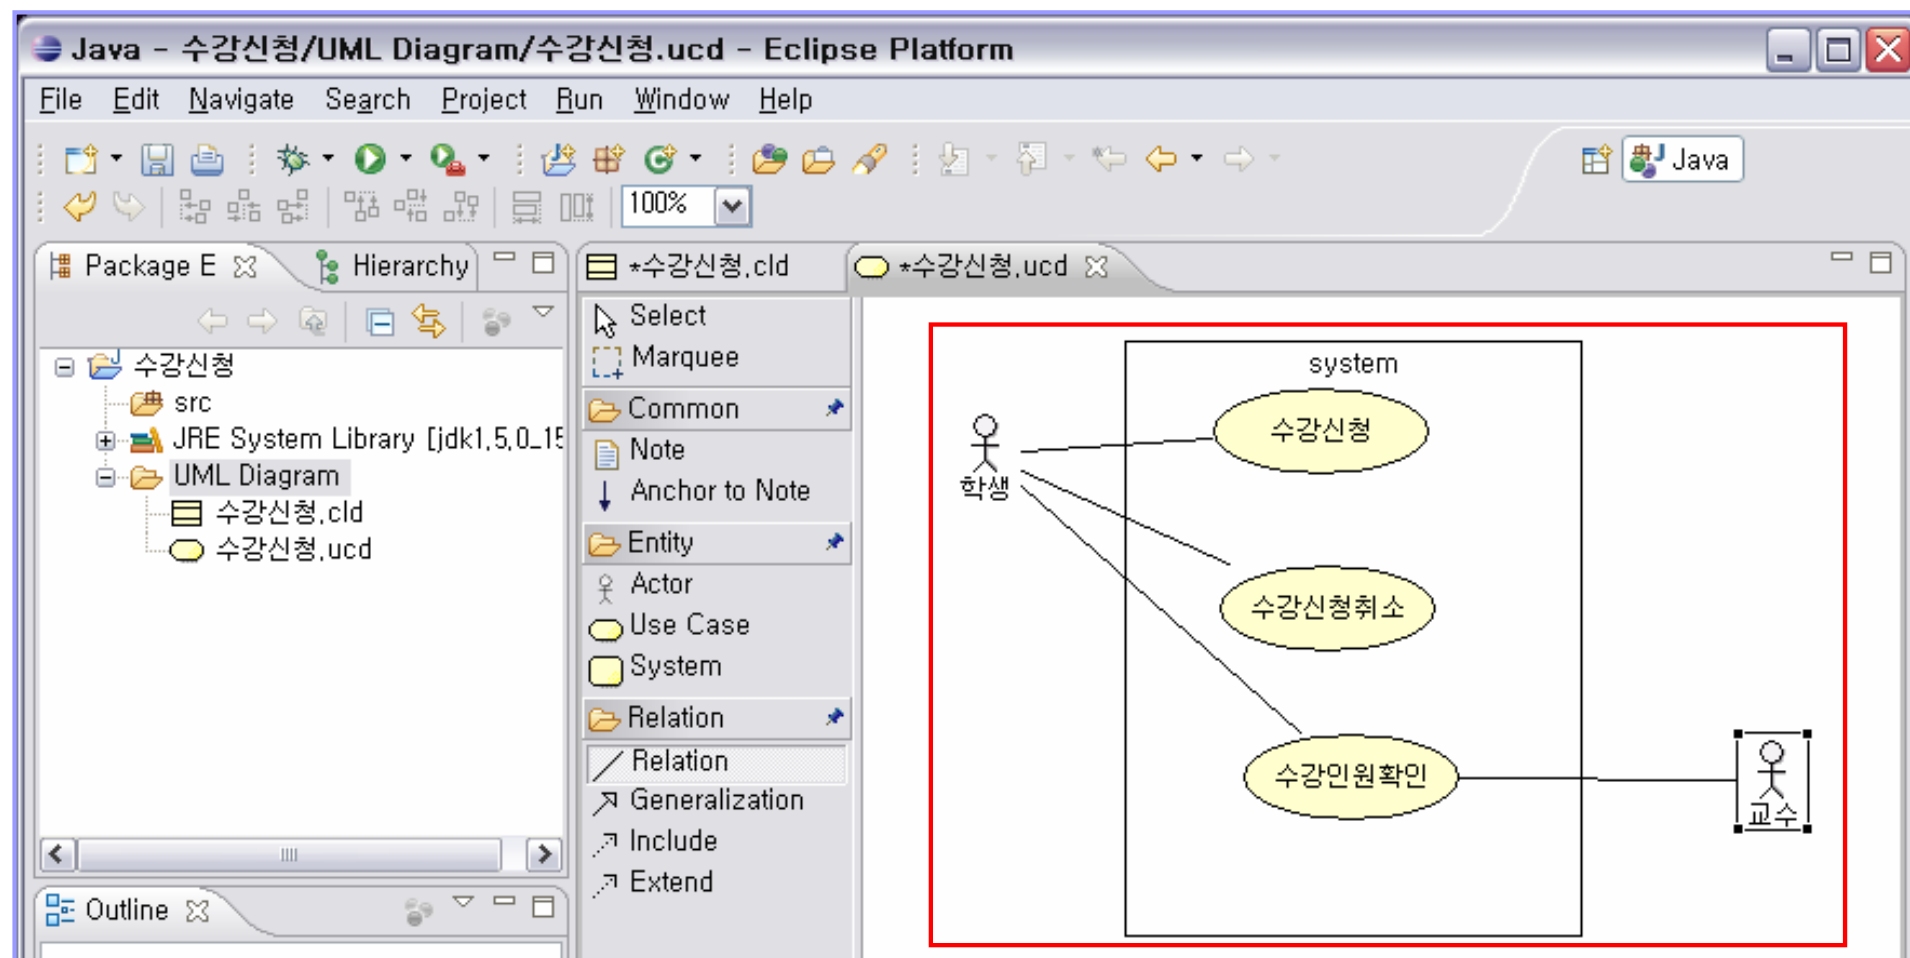 Java - 수강신청/UML Diagram/수강신청.ucd - Eclipse Platform
File Edit Navigate Search Project Run Window Help
Java
100%
Package E Hierarchy
수강신청
src
JRE System Library [jdk1,5,0_15
UML Diagram
수강신청,cld
수강신청,ucd
Outline
*수강신청,cld *수강신청,ucd
Select
Marquee
Common
Note
Anchor to Note
Entity
Actor
Use Case
System
Relation
Relation
Generalization
Include
Extend
system
수강신청
학생
수강신청취소
수강인원확인
교수